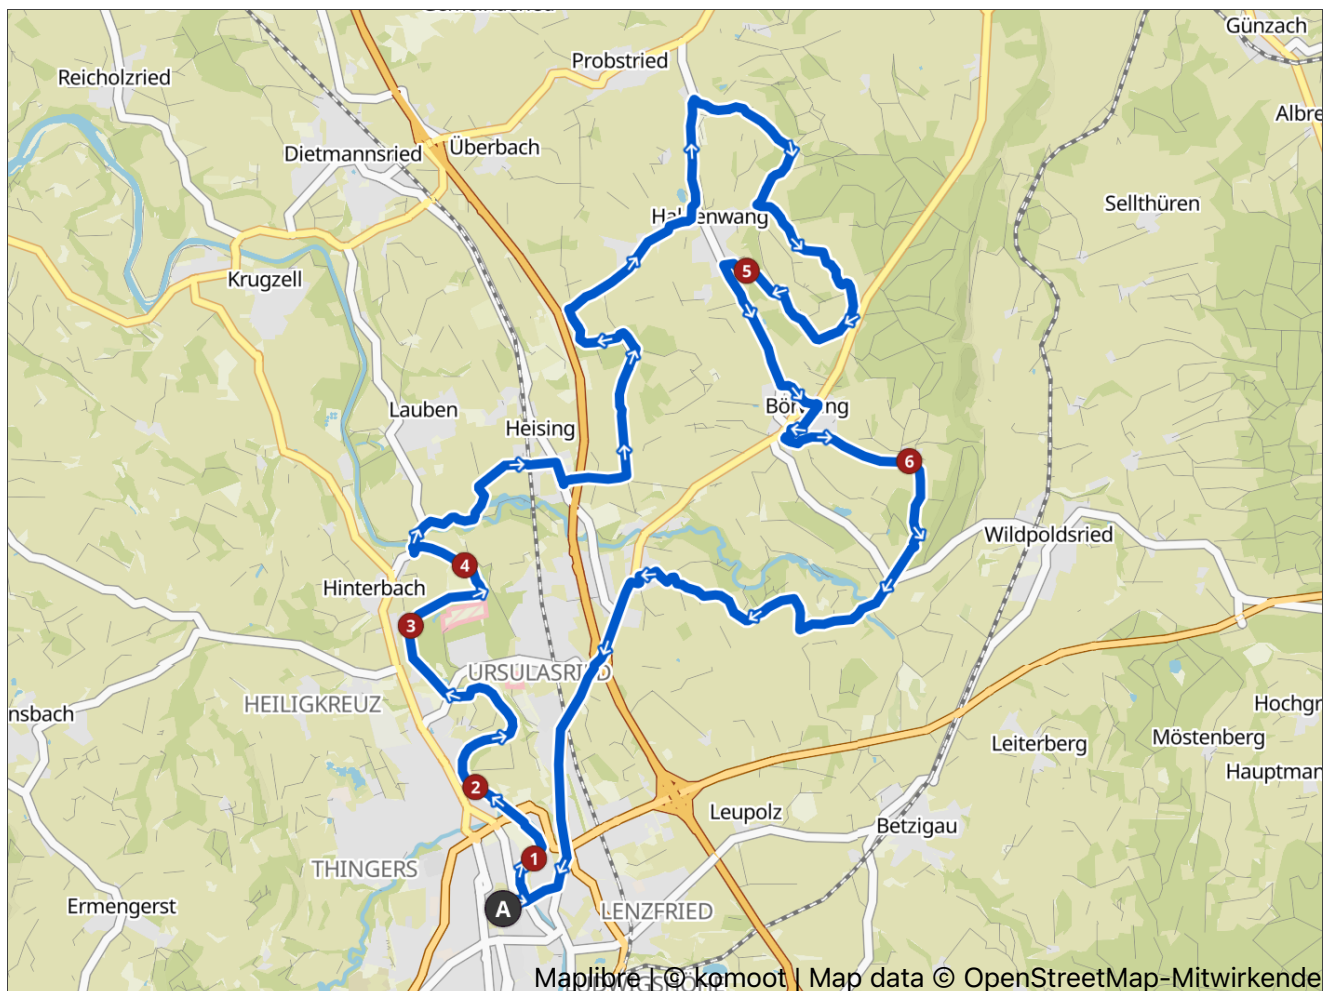 Günzach
Probstried
Reicholzried
Albre
Überbach
Dietmannsried
Sellthüren
Krugzell
5
Lauben
Heising
6
Wildpoldsried
4
Hinterbach
3
URSULASRIED
HEILIGKREUZ
nsbach
Hochgr
Möstenberg
Leiterberg
Hauptman
2
Leupolz
Betzigau
1
THINGERS
Ermengerst
A
LENZFRIED
Maplibre | © komoot | Map data © OpenStreetMap-Mitwirkende